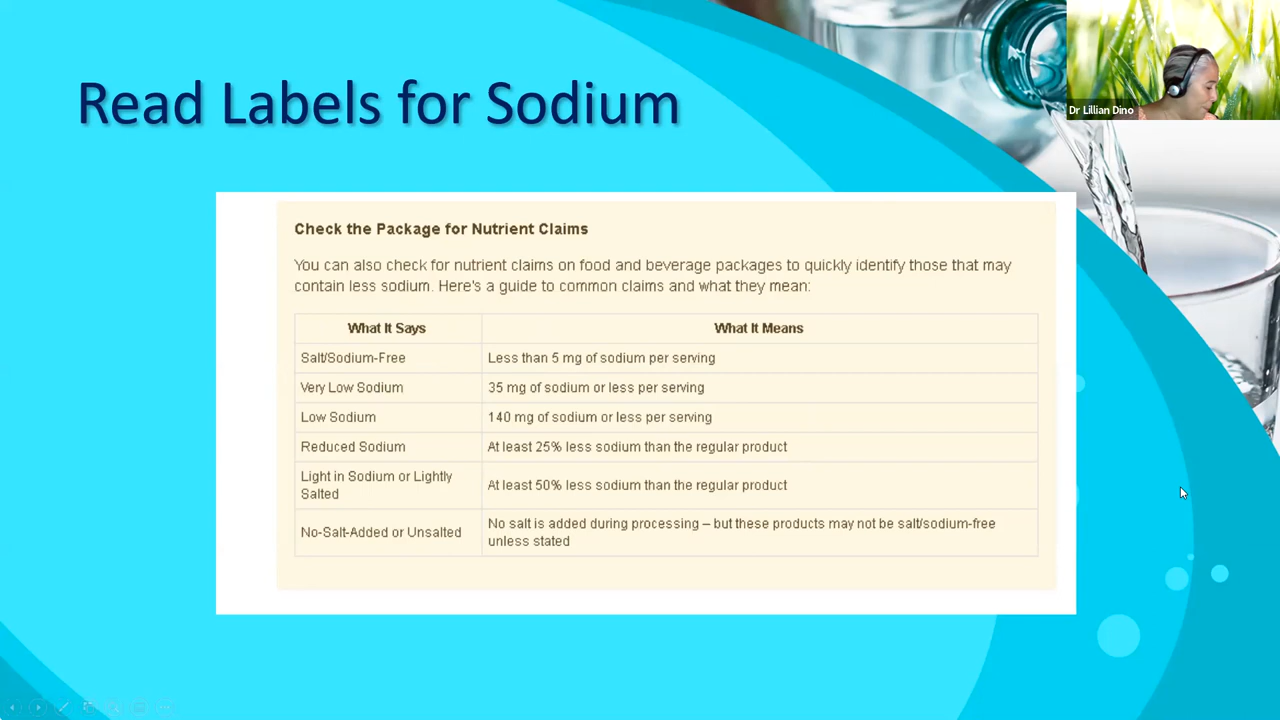 Read Labels for Sodium
Dr Lillian Dino
Check the Package for Nutrient Claims
You can also check for nutrient claims on food and beverage packages to quickly identify those that may
contain less sodium. Here's a guide to common claims and what they mean:
What It Says What It Means
Salt/Sodium-Free Less than 5 mg of sodium per serving
Very Low Sodium 35 mg of sodium or less per serving
Low Sodium 140 mg of sodium or less per serving
Reduced Sodium At least 25% less sodium than the regular product
Light in Sodium or Lightly
Salted
At least 50% less sodium than the regular product
No-Salt-Added or Unsalted
No salt is added during processing – but these products may not be salt/sodium-free
unless stated